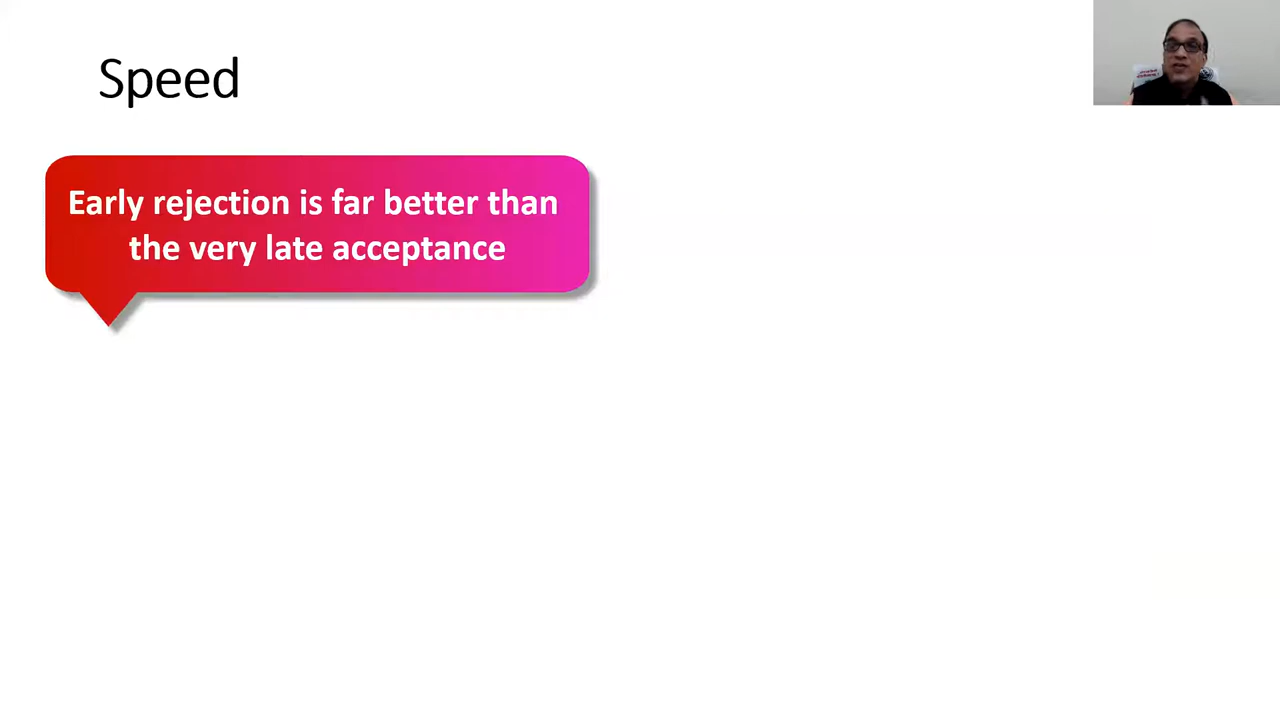 Speed
Early rejection is far better than
the very late acceptance